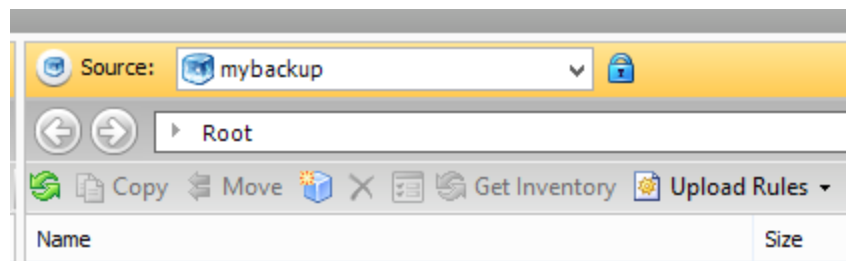 Source: mybackup
Root
Copy Move Get Inventory Upload Rules
Name Size